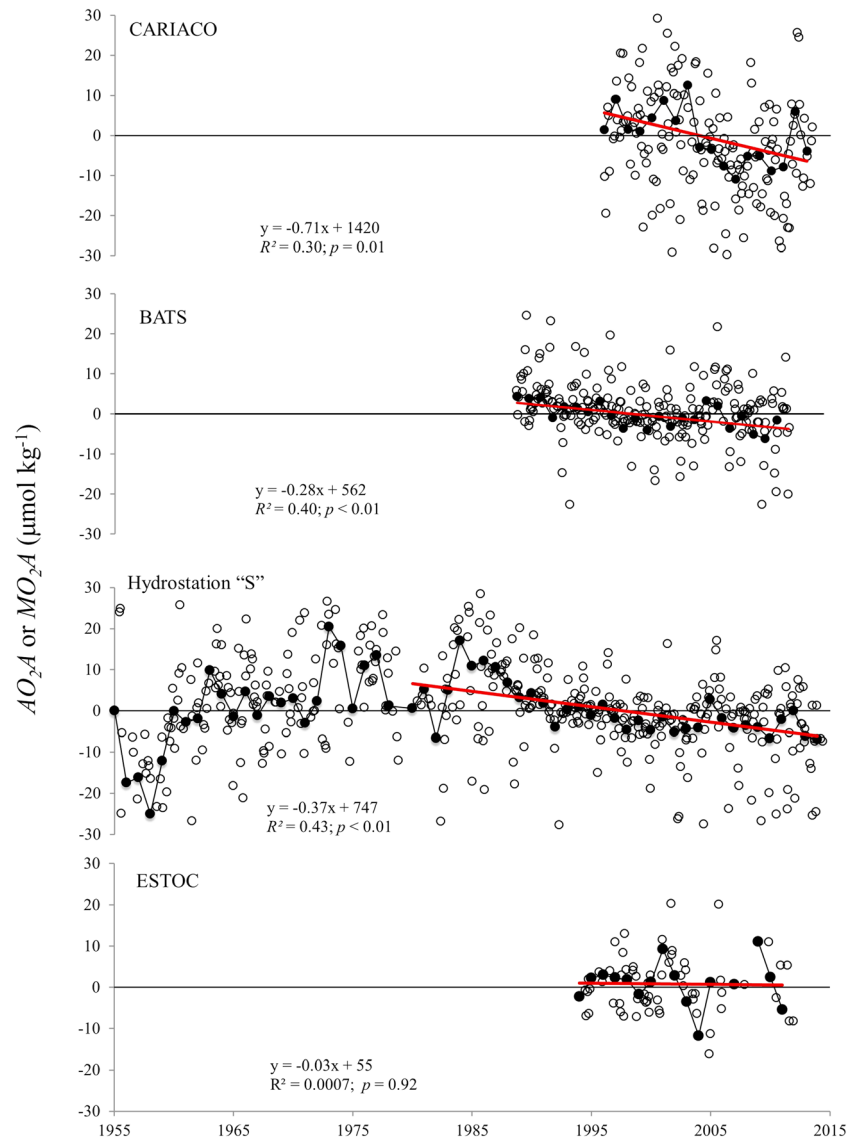 AO2A or MO2A (μmol kg-1)
CARIACO
30
20
10
0
-10
-20
-30
y = -0.71x + 1420
R² = 0.30; p = 0.01
BATS
30
20
10
0
-10
-20
-30
y = -0.28x + 562
R² = 0.40; p < 0.01
Hydrostation “S”
30
20
10
0
-10
-20
-30
y = -0.37x + 747
R² = 0.43; p < 0.01
ESTOC
30
20
10
0
-10
-20
-30
y = -0.03x + 55
R² = 0.0007; p = 0.92
1955 1965 1975 1985 1995 2005 2015